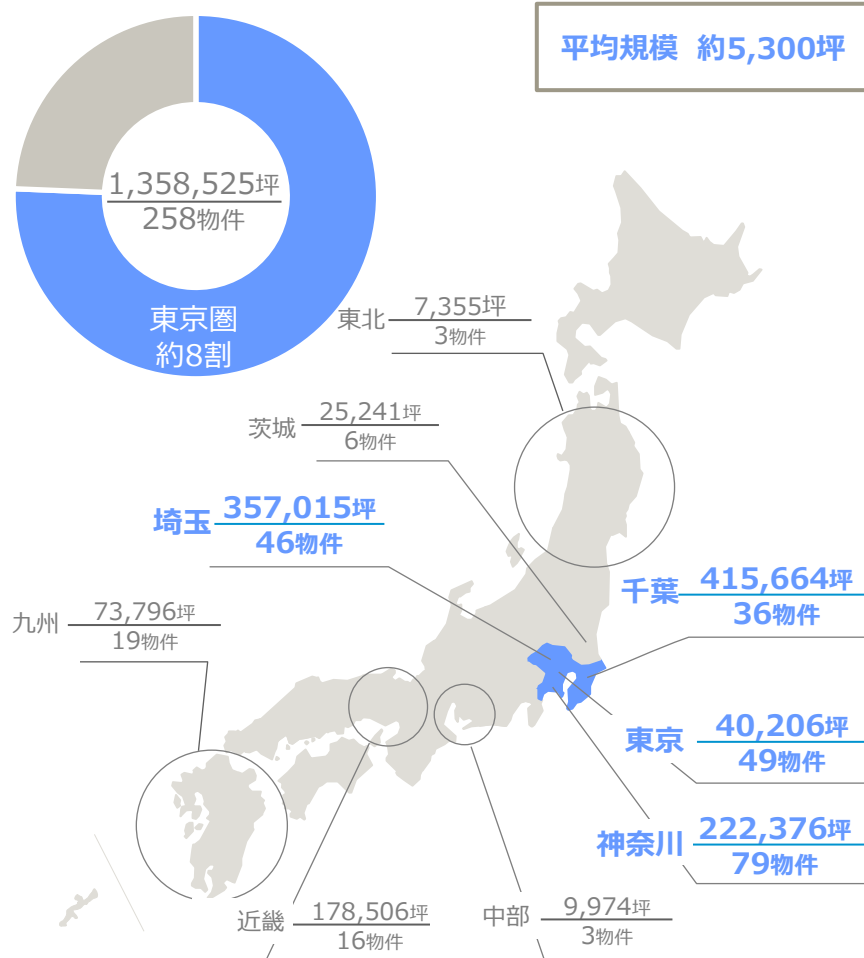 平均規模 約5,300坪
1,358,525坪
258物件
東京圏
約8割
東北 7,355坪
3物件
茨城 25,241坪
6物件
埼玉 357,015坪
46物件
千葉 415,664坪
36物件
九州 73,796坪
19物件
東京 40,206坪
49物件
神奈川 222,376坪
79物件
近畿 178,506坪
16物件
中部 9,974坪
3物件